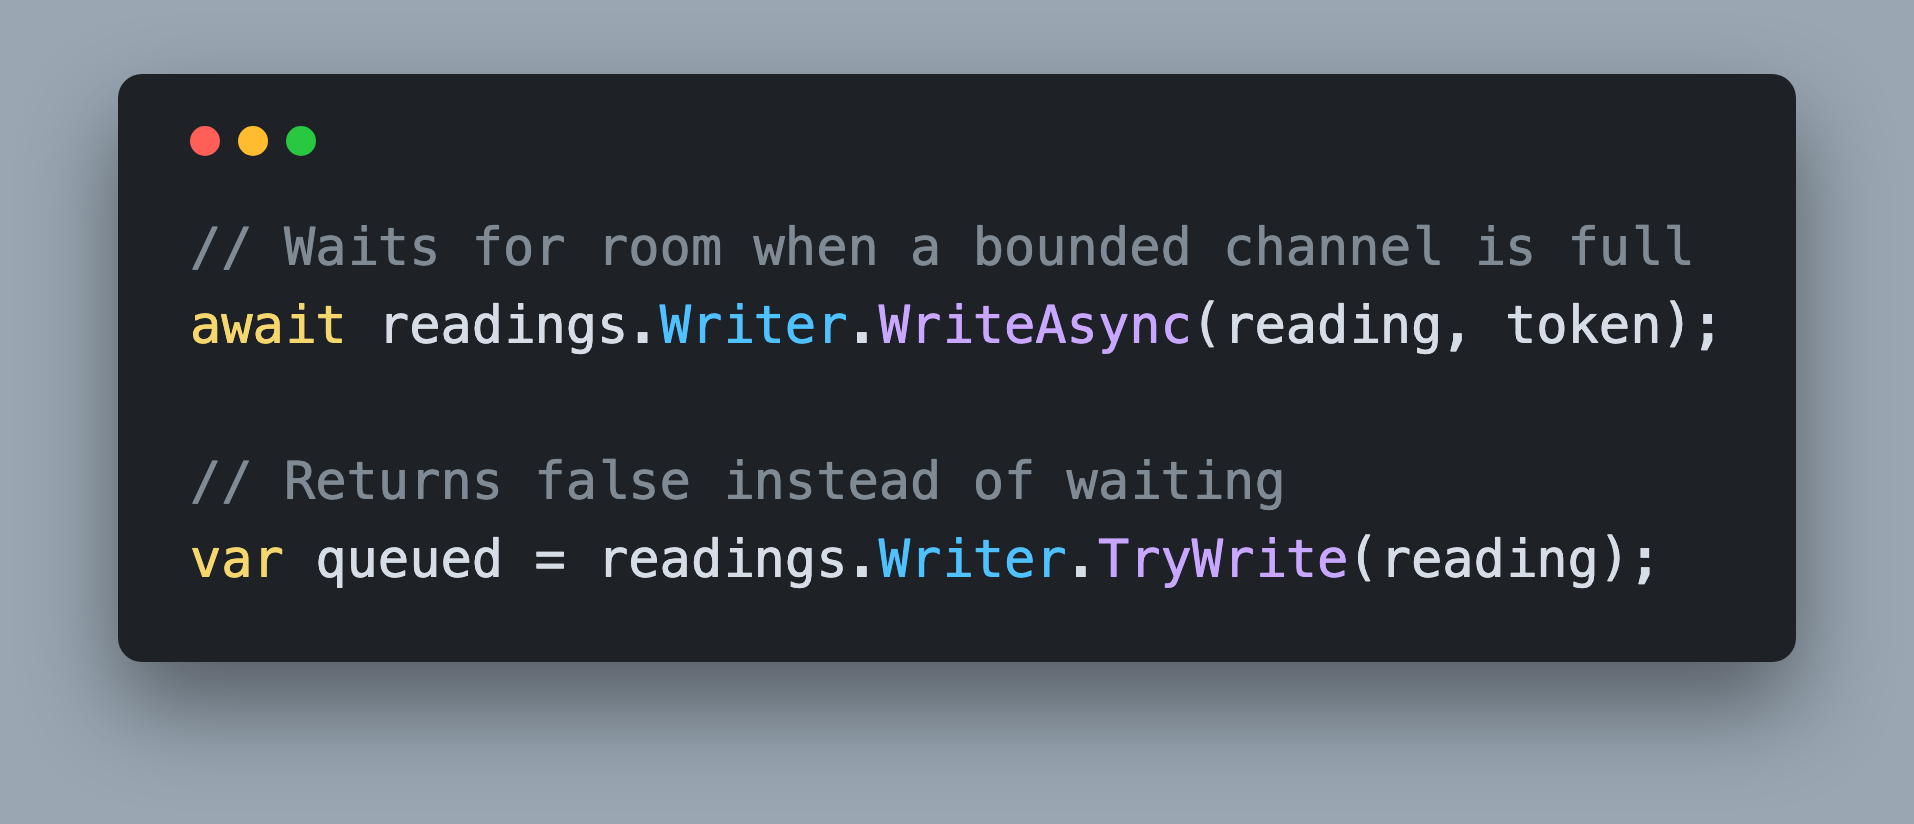 // Waits for room when a bounded channel is full
await readings.Writer.WriteAsync(reading, token);
// Returns false instead of waiting
var queued = readings.Writer.TryWrite(reading);